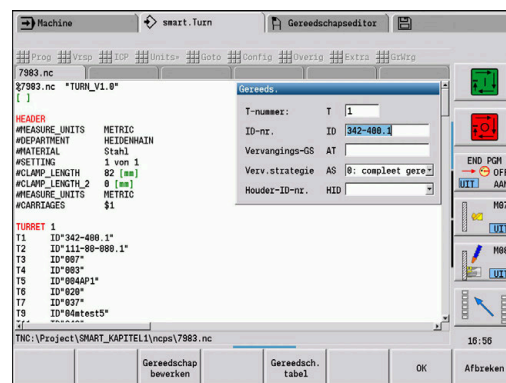 Machine
smart.Turn
Gereedschapseditor
Prog Vrsp ICP Units Goto Config Overig Extra GrWrg
7983.nc
%7983.nc "TURN_V1.0"
[ ]
HEADER
#MEASURE_UNITS METRIC
#DEPARTMENT HEIDENHAIN
#MATERIAL Stahl
#SETTING 1 von 1
#CLAMP_LENGTH 82 [mm]
#CLAMP_LENGTH_2 0 [mm]
#MEASURE_UNITS METRIC
#CARRIAGES $1
TURRET 1
T1 ID"342-400.1"
T2 ID"111-80-080.1"
T3 ID"007"
T4 ID"003"
T5 ID"004AP1"
T6 ID"020"
T7 ID"037"
T9 ID"04mtest5"
Gereeds.
T-nummer: T 1
ID-nr. ID 342-400.1
Vervangings-GS AT
Verv.strategie AS 0: compleet gere
Houder-ID-nr. HID
END PGM
OFF
UIT AAN
M07
UIT
M08
UIT
TNC:\Project\SMART_KAPITEL1\ncps\7983.nc
16:56
Gereedschap
bewerken
Gereedsch.
tabel
OK
Afbreken